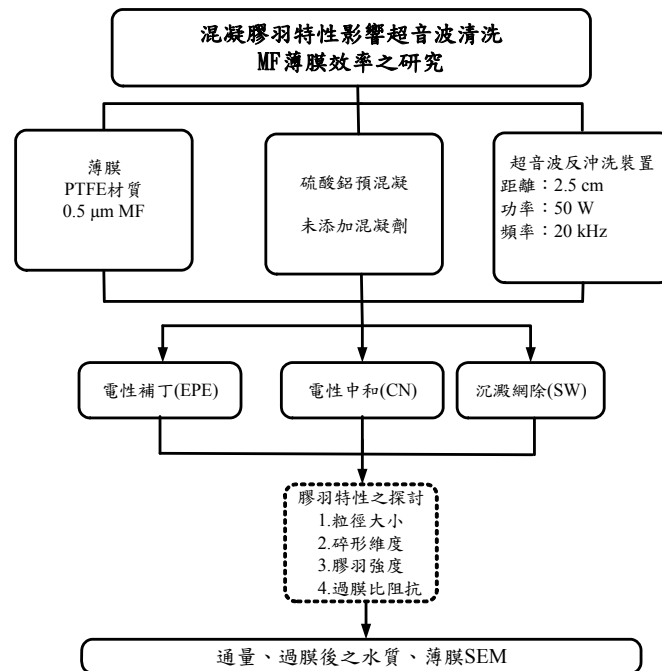 混凝膠羽特性影響超音波清洗
MF薄膜效率之研究
薄膜
PTFE材質
0.5 μm MF
硫酸鋁預混凝
未添加混凝劑
超音波反沖洗裝置
距離：2.5 cm
功率：50 W
頻率：20 kHz
電性補丁(EPE)
電性中和(CN)
沉澱網除(SW)
膠羽特性之探討
1.粒徑大小
2.碎形維度
3.膠羽強度
4.過膜比阻抗
通量、過膜後之水質、薄膜SEM